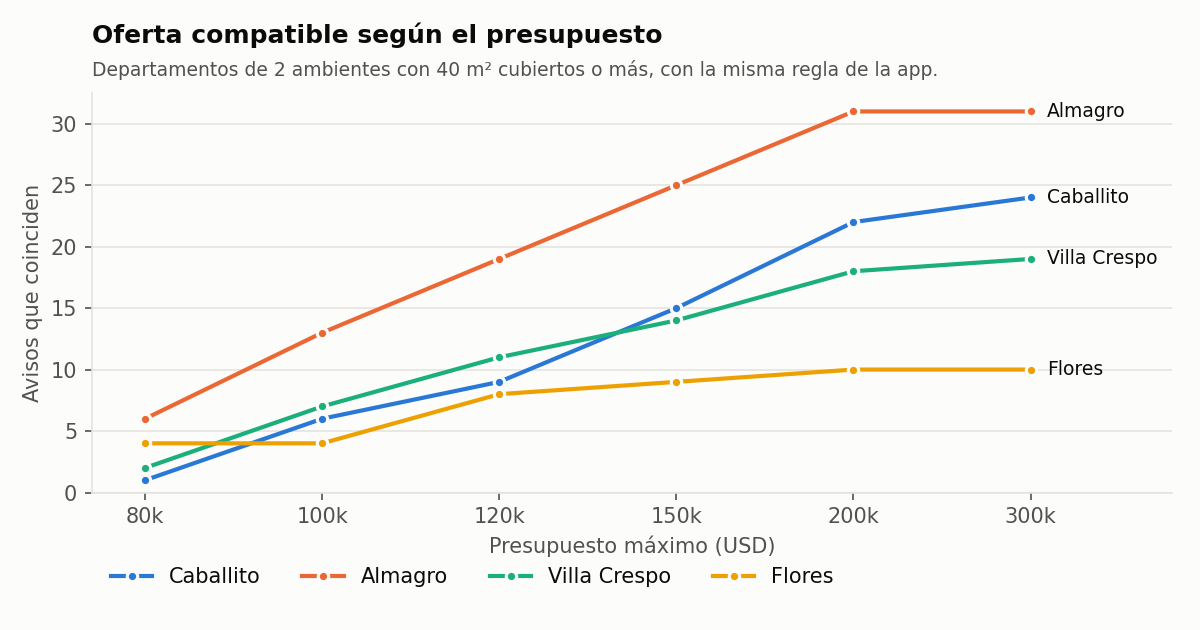 Oferta compatible según el presupuesto
Departamentos de 2 ambientes con 40 m² cubiertos o más, con la misma regla de la app.
Avisos que coinciden
30
25
20
15
10
5
0
Almagro
Caballito
Villa Crespo
Flores
80k 100k 120k 150k 200k 300k
Presupuesto máximo (USD)
Caballito Almagro Villa Crespo Flores